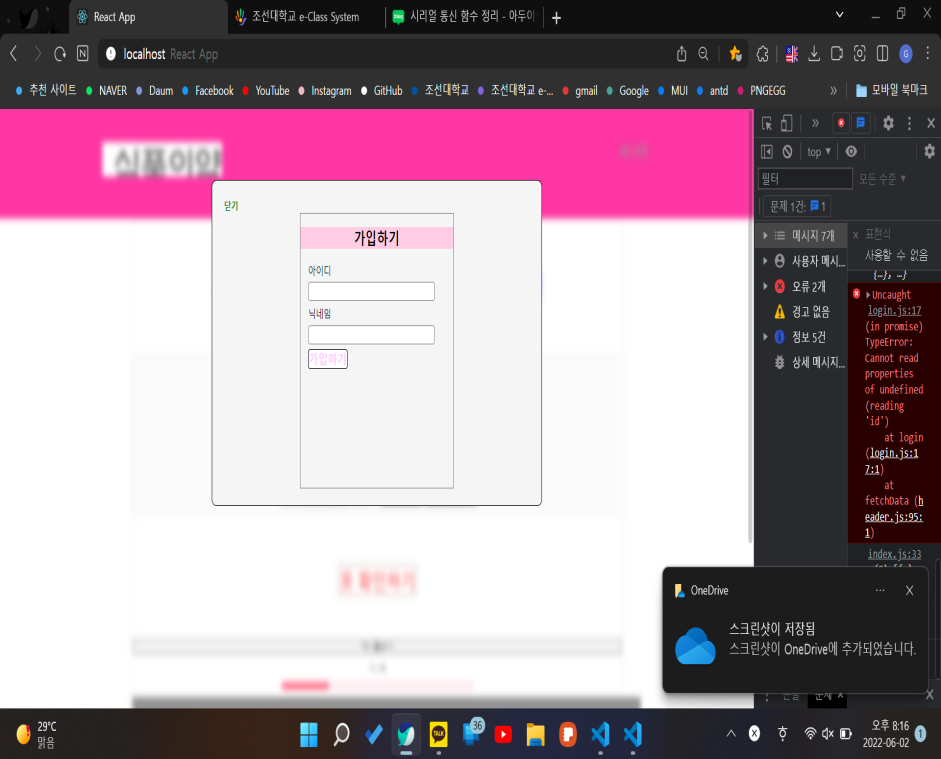 React App
조선대학교 e-Class System
시리얼 통신 함수 정리 - 아두이
localhost React App
추천 사이트 NAVER Daum Facebook YouTube Instagram GitHub 조선대학교 조선대학교 e-... gmail Google MUI antd PNGEGG » 모바일 북마크
top
필터 모든 수준
문제 1건: 1
메시지 7개
사용자 메시...
오류 2개
경고 없음
정보 5건
상세 메시지...
표현식
사용할 수 없음
{…}, …}
Uncaught
login.js:17
(in promise)
TypeError:
Cannot read
properties
of undefined
(reading
'id')
at login
(login.js:1
7:1)
at
fetchData (h
eader.js:95:
1)
index.js:33
닫기
가입하기
아이디
닉네임
가입하기
OneDrive
스크린샷이 저장됨
스크린샷이 OneDrive에 추가되었습니다.
콘솔 문제
29°C
맑음
TALK
36
오후 8:16
2022-06-02
1